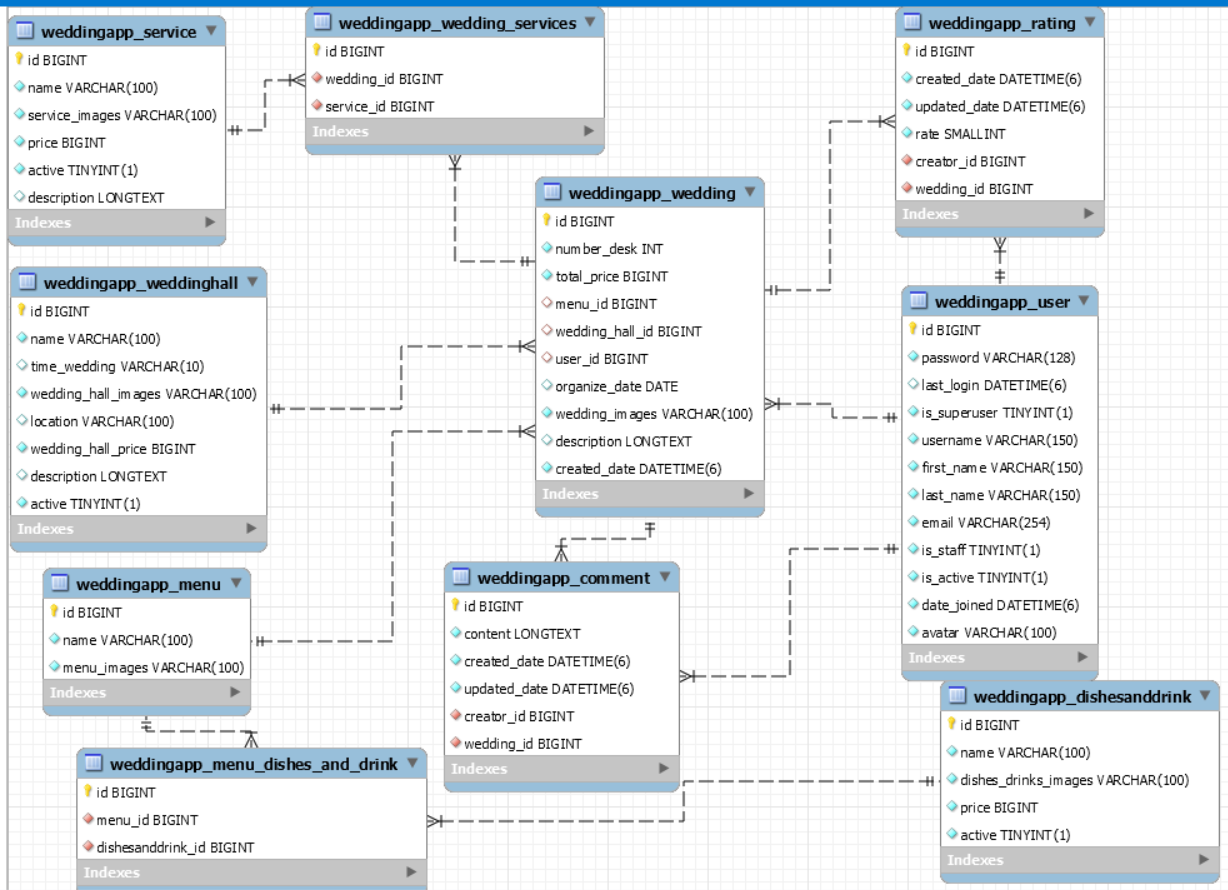 weddingapp_service
id BIGINT
name VARCHAR(100)
service_images VARCHAR(100)
price BIGINT
active TINYINT(1)
description LONGTEXT
Indexes
weddingapp_wedding_services
id BIGINT
wedding_id BIGINT
service_id BIGINT
Indexes
weddingapp_rating
id BIGINT
created_date DATETIME(6)
updated_date DATETIME(6)
rate SMALLINT
creator_id BIGINT
wedding_id BIGINT
Indexes
weddingapp_wedding
id BIGINT
number_desk INT
total_price BIGINT
menu_id BIGINT
wedding_hall_id BIGINT
user_id BIGINT
organize_date DATE
wedding_images VARCHAR(100)
description LONGTEXT
created_date DATETIME(6)
Indexes
weddingapp_weddinghall
id BIGINT
name VARCHAR(100)
time_wedding VARCHAR(10)
wedding_hall_images VARCHAR(100)
location VARCHAR(100)
wedding_hall_price BIGINT
description LONGTEXT
active TINYINT(1)
Indexes
weddingapp_user
id BIGINT
password VARCHAR(128)
last_login DATETIME(6)
is_superuser TINYINT(1)
username VARCHAR(150)
first_name VARCHAR(150)
last_name VARCHAR(150)
email VARCHAR(254)
is_staff TINYINT(1)
is_active TINYINT(1)
date_joined DATETIME(6)
avatar VARCHAR(100)
Indexes
weddingapp_menu
id BIGINT
name VARCHAR(100)
menu_images VARCHAR(100)
Indexes
weddingapp_comment
id BIGINT
content LONGTEXT
created_date DATETIME(6)
updated_date DATETIME(6)
creator_id BIGINT
wedding_id BIGINT
Indexes
weddingapp_dishesanddrink
id BIGINT
name VARCHAR(100)
dishes_drinks_images VARCHAR(100)
price BIGINT
active TINYINT(1)
Indexes
weddingapp_menu_dishes_and_drink
id BIGINT
menu_id BIGINT
dishesanddrink_id BIGINT
Indexes